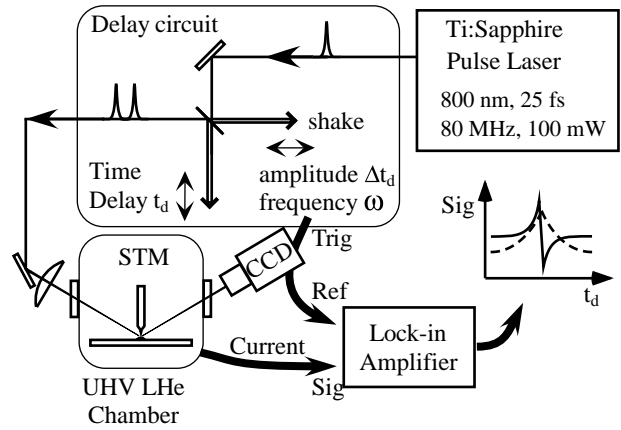 Delay circuit
Ti:Sapphire
Pulse Laser
800 nm, 25 fs
80 MHz, 100 mW
shake
Time
Delay t_d
amplitude Δt_d
frequency ω
Trig
Sig
t_d
STM
CCD
Ref
Lock-in
Amplifier
Current
Sig
UHV LHe
Chamber